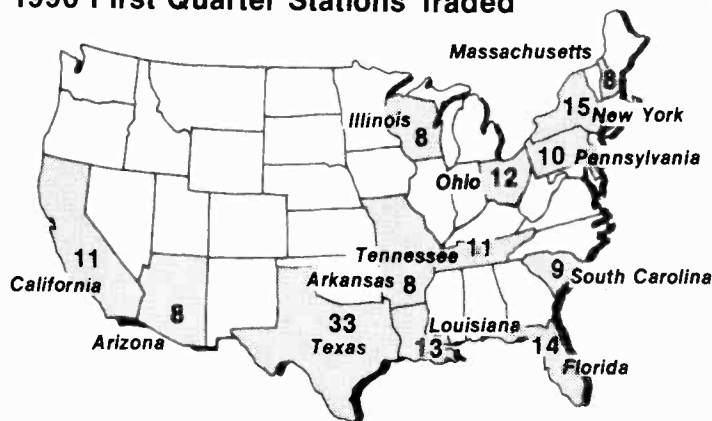 1990 First Quarter Stations Traded
Massachusetts
8
15 New York
Illinois
8
10 Pennsylvania
Ohio 12
Tennessee 11
11
California
Arkansas 8
9 South Carolina
8
Arizona
33
Texas
Louisiana
13
14
Florida